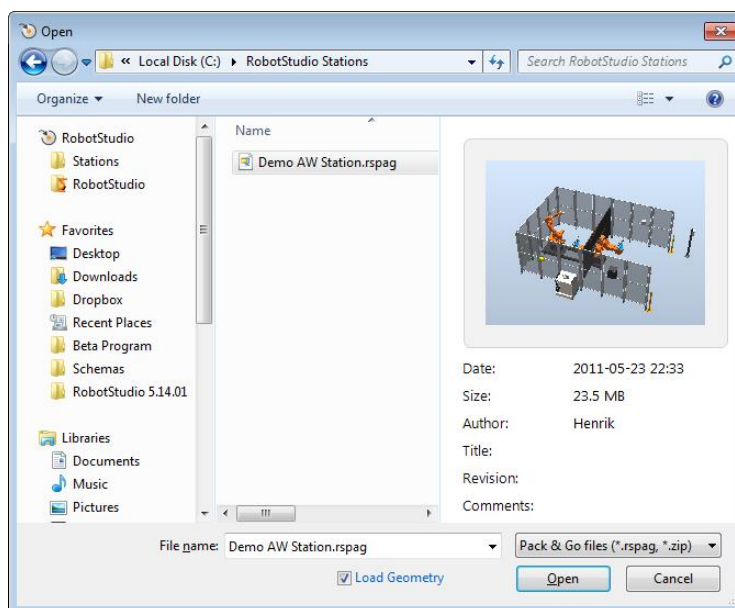 Open
« Local Disk (C:) ▸ RobotStudio Stations
Search RobotStudio Stations
Organize
New folder
RobotStudio
Stations
RobotStudio
Favorites
Desktop
Downloads
Dropbox
Recent Places
Beta Program
Schemas
RobotStudio 5.14.01
Libraries
Documents
Music
Pictures
Name
Demo AW Station.rspag
Date: 2011-05-23 22:33
Size: 23.5 MB
Author: Henrik
Title:
Revision:
Comments:
File name: Demo AW Station.rspag
Pack & Go files (*.rspag, *.zip)
Load Geometry
Open
Cancel